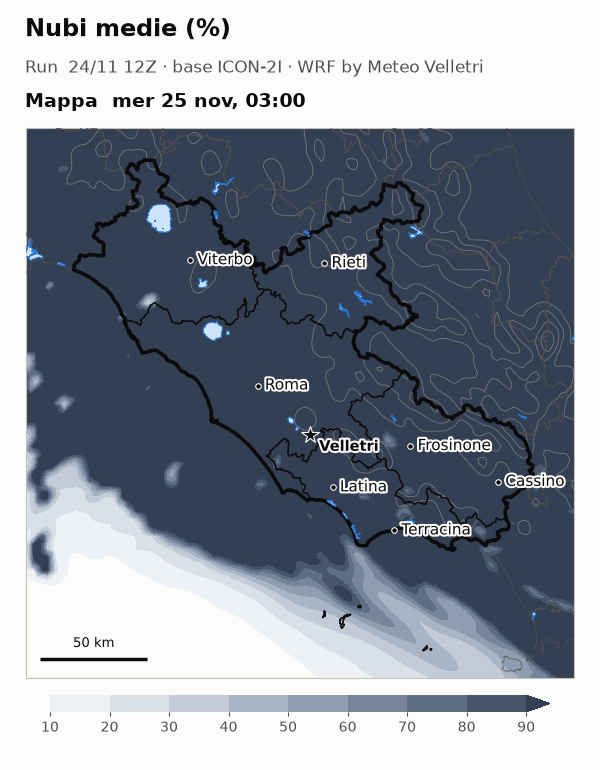 Nubi medie (%)
Run  24/11 12Z · base ICON-2I · WRF by Meteo Velletri
Mappa  mer 25 nov, 03:00
Viterbo
Rieti
Roma
Velletri
Frosinone
Cassino
Latina
Terracina
50 km
10 20 30 40 50 60 70 80 90